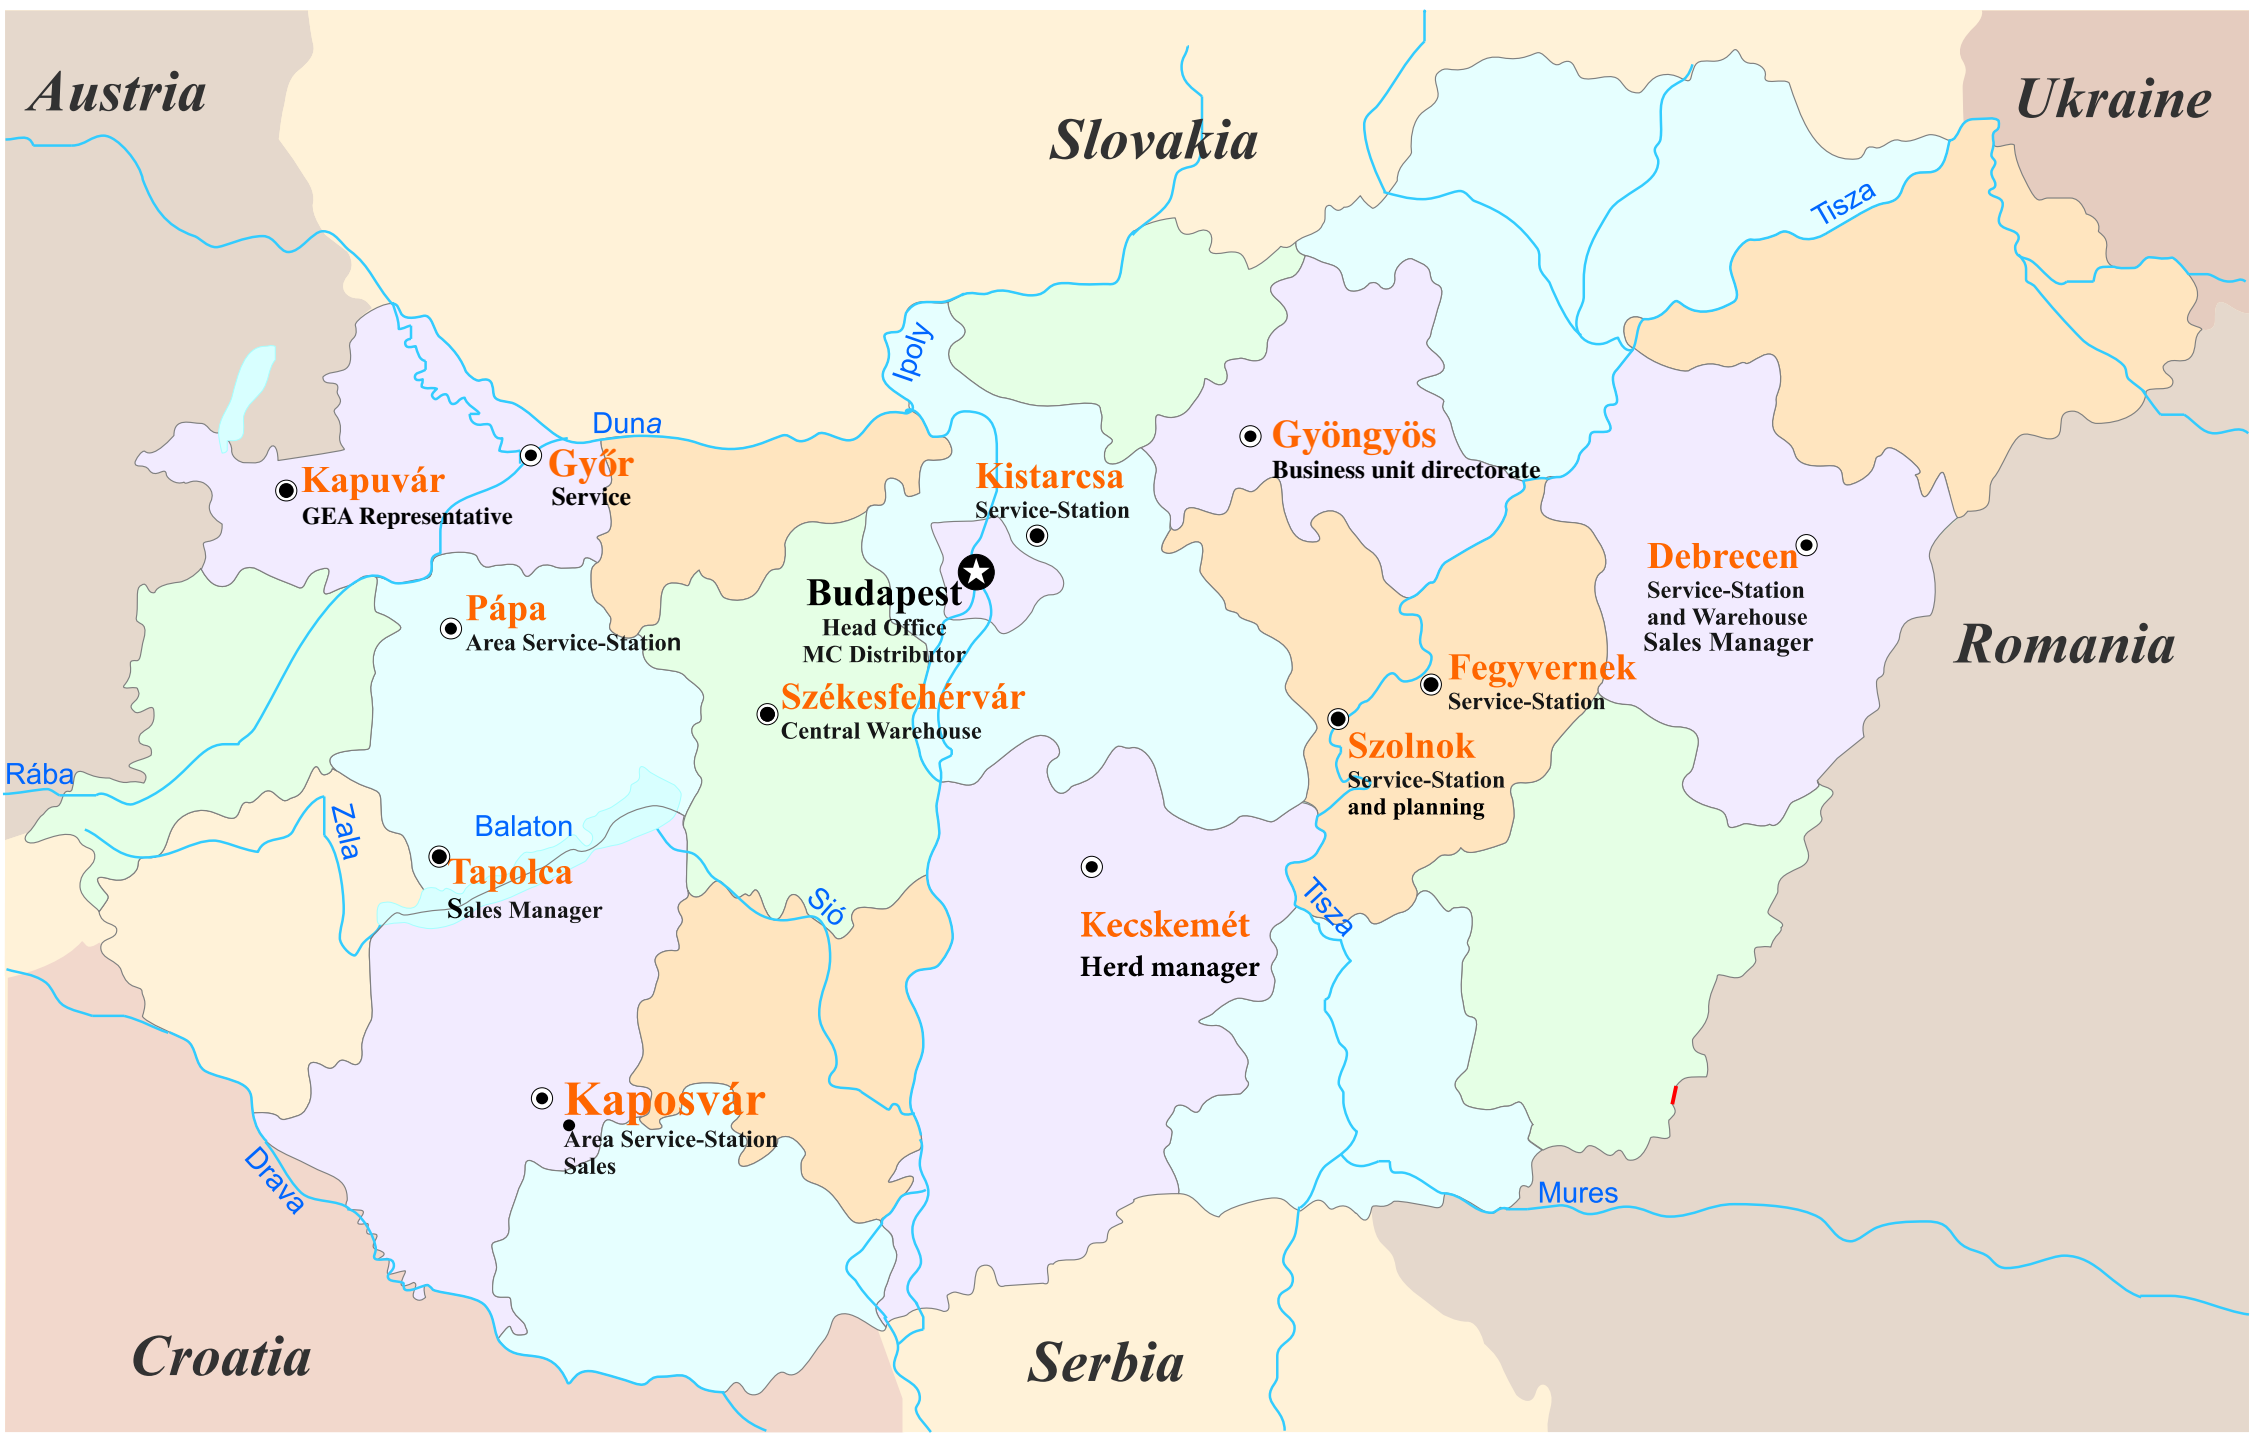 Austria
Slovakia
Ukraine
Tisza
Ipoly
Duna
Győr
Service
Kapuvár
GEA Representative
Kistarcsa
Service-Station
Gyöngyös
Business unit directorate
Debrecen
Service-Station
and Warehouse
Sales Manager
Romania
Pápa
Area Service-Station
Budapest
Head Office
MC Distributor
Székesfehérvár
Central Warehouse
Fegyvernek
Service-Station
Szolnok
Service-Station
and planning
Rába
Zala
Balaton
Tapolca
Sales Manager
Sió
Tisza
Kecskemét
Herd manager
Kaposvár
Area Service-Station
Sales
Drava
Mures
Croatia
Serbia